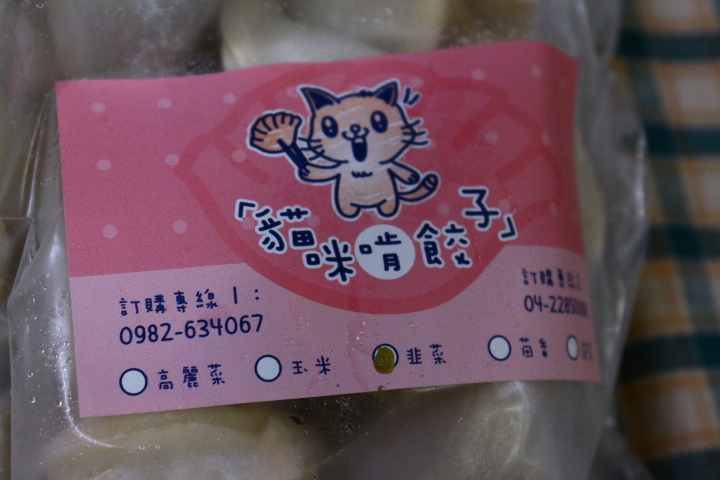 「貓咪啃餃子」
訂購專線1：
0982-634067
訂購專線2:
高麗菜 玉米 韭菜 茴香